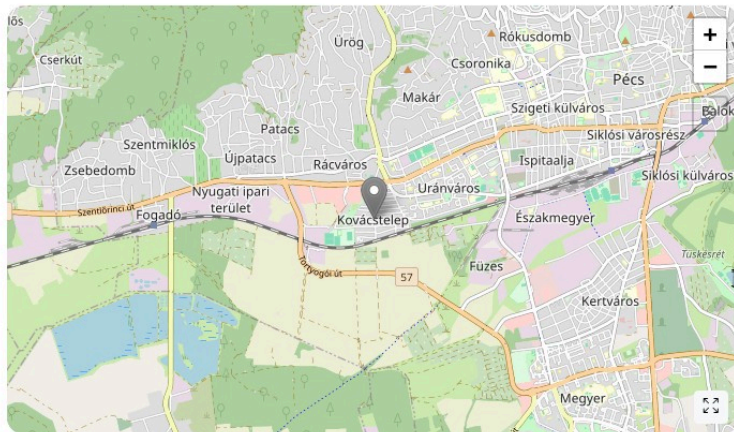 lős
Cserkút
Ürög
Rókusdomb
Csoronika
Makár
Pécs
Szigeti külváros
Patacs
Szentmiklós
Újpatacs
Rácváros
Siklósi városrész
Zsebedomb
Ispitaalja
Siklósi külváros
Uránváros
Nyugati ipari
terület
Szentlőrinci út
Fogadó
Kovácstelep
Északmegyer
Tüskésrét
Füzes
Tortyogói út
57
Kertváros
Megyer
+
−